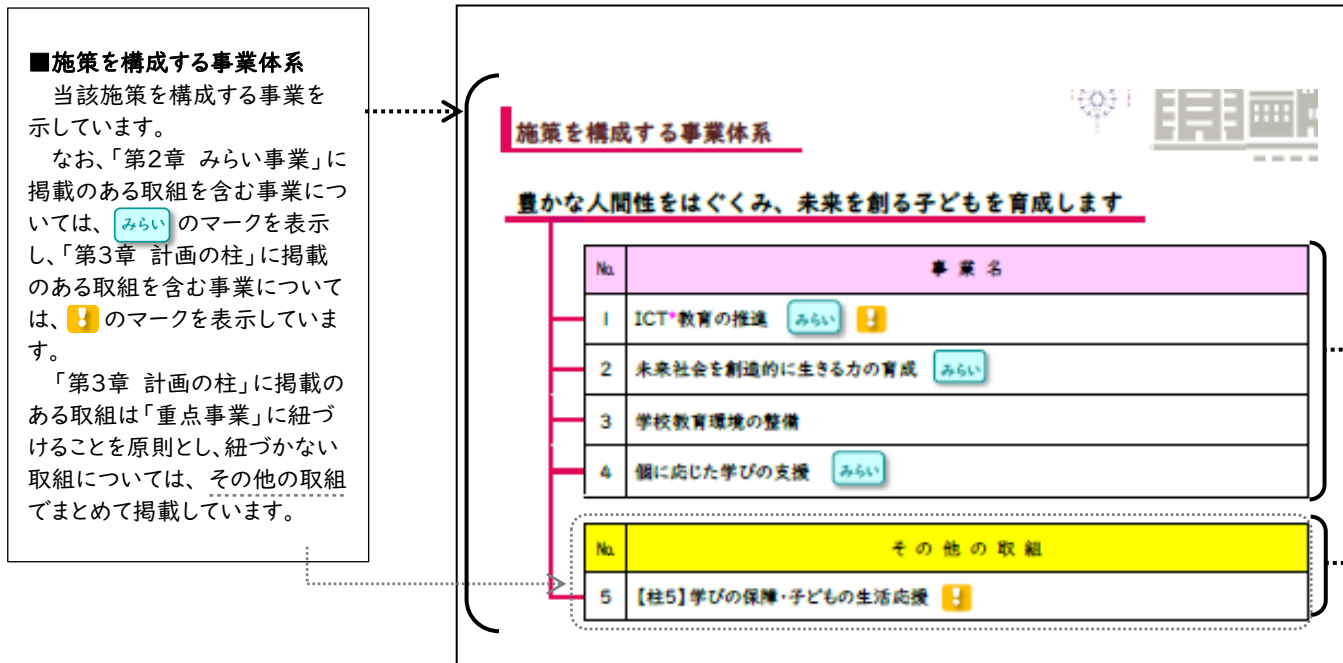 ■施策を構成する事業体系
当該施策を構成する事業を
示しています。
なお、「第2章 みらい事業」に
掲載のある取組を含む事業につ
いては、みらいのマークを表示
し、「第3章 計画の柱」に掲載
のある取組を含む事業について
は、!のマークを表示していま
す。
「第3章 計画の柱」に掲載の
ある取組は「重点事業」に紐づ
けることを原則とし、紐づかない
取組については、その他の取組
でまとめて掲載しています。
施策を構成する事業体系
豊かな人間性をはぐくみ、未来を創る子どもを育成します
No. 事業名
1 ICT*教育の推進 みらい !
2 未来社会を創造的に生きる力の育成 みらい
3 学校教育環境の整備
4 個に応じた学びの支援 みらい
No. その他の取組
5 【柱5】学びの保障・子どもの生活応援 !